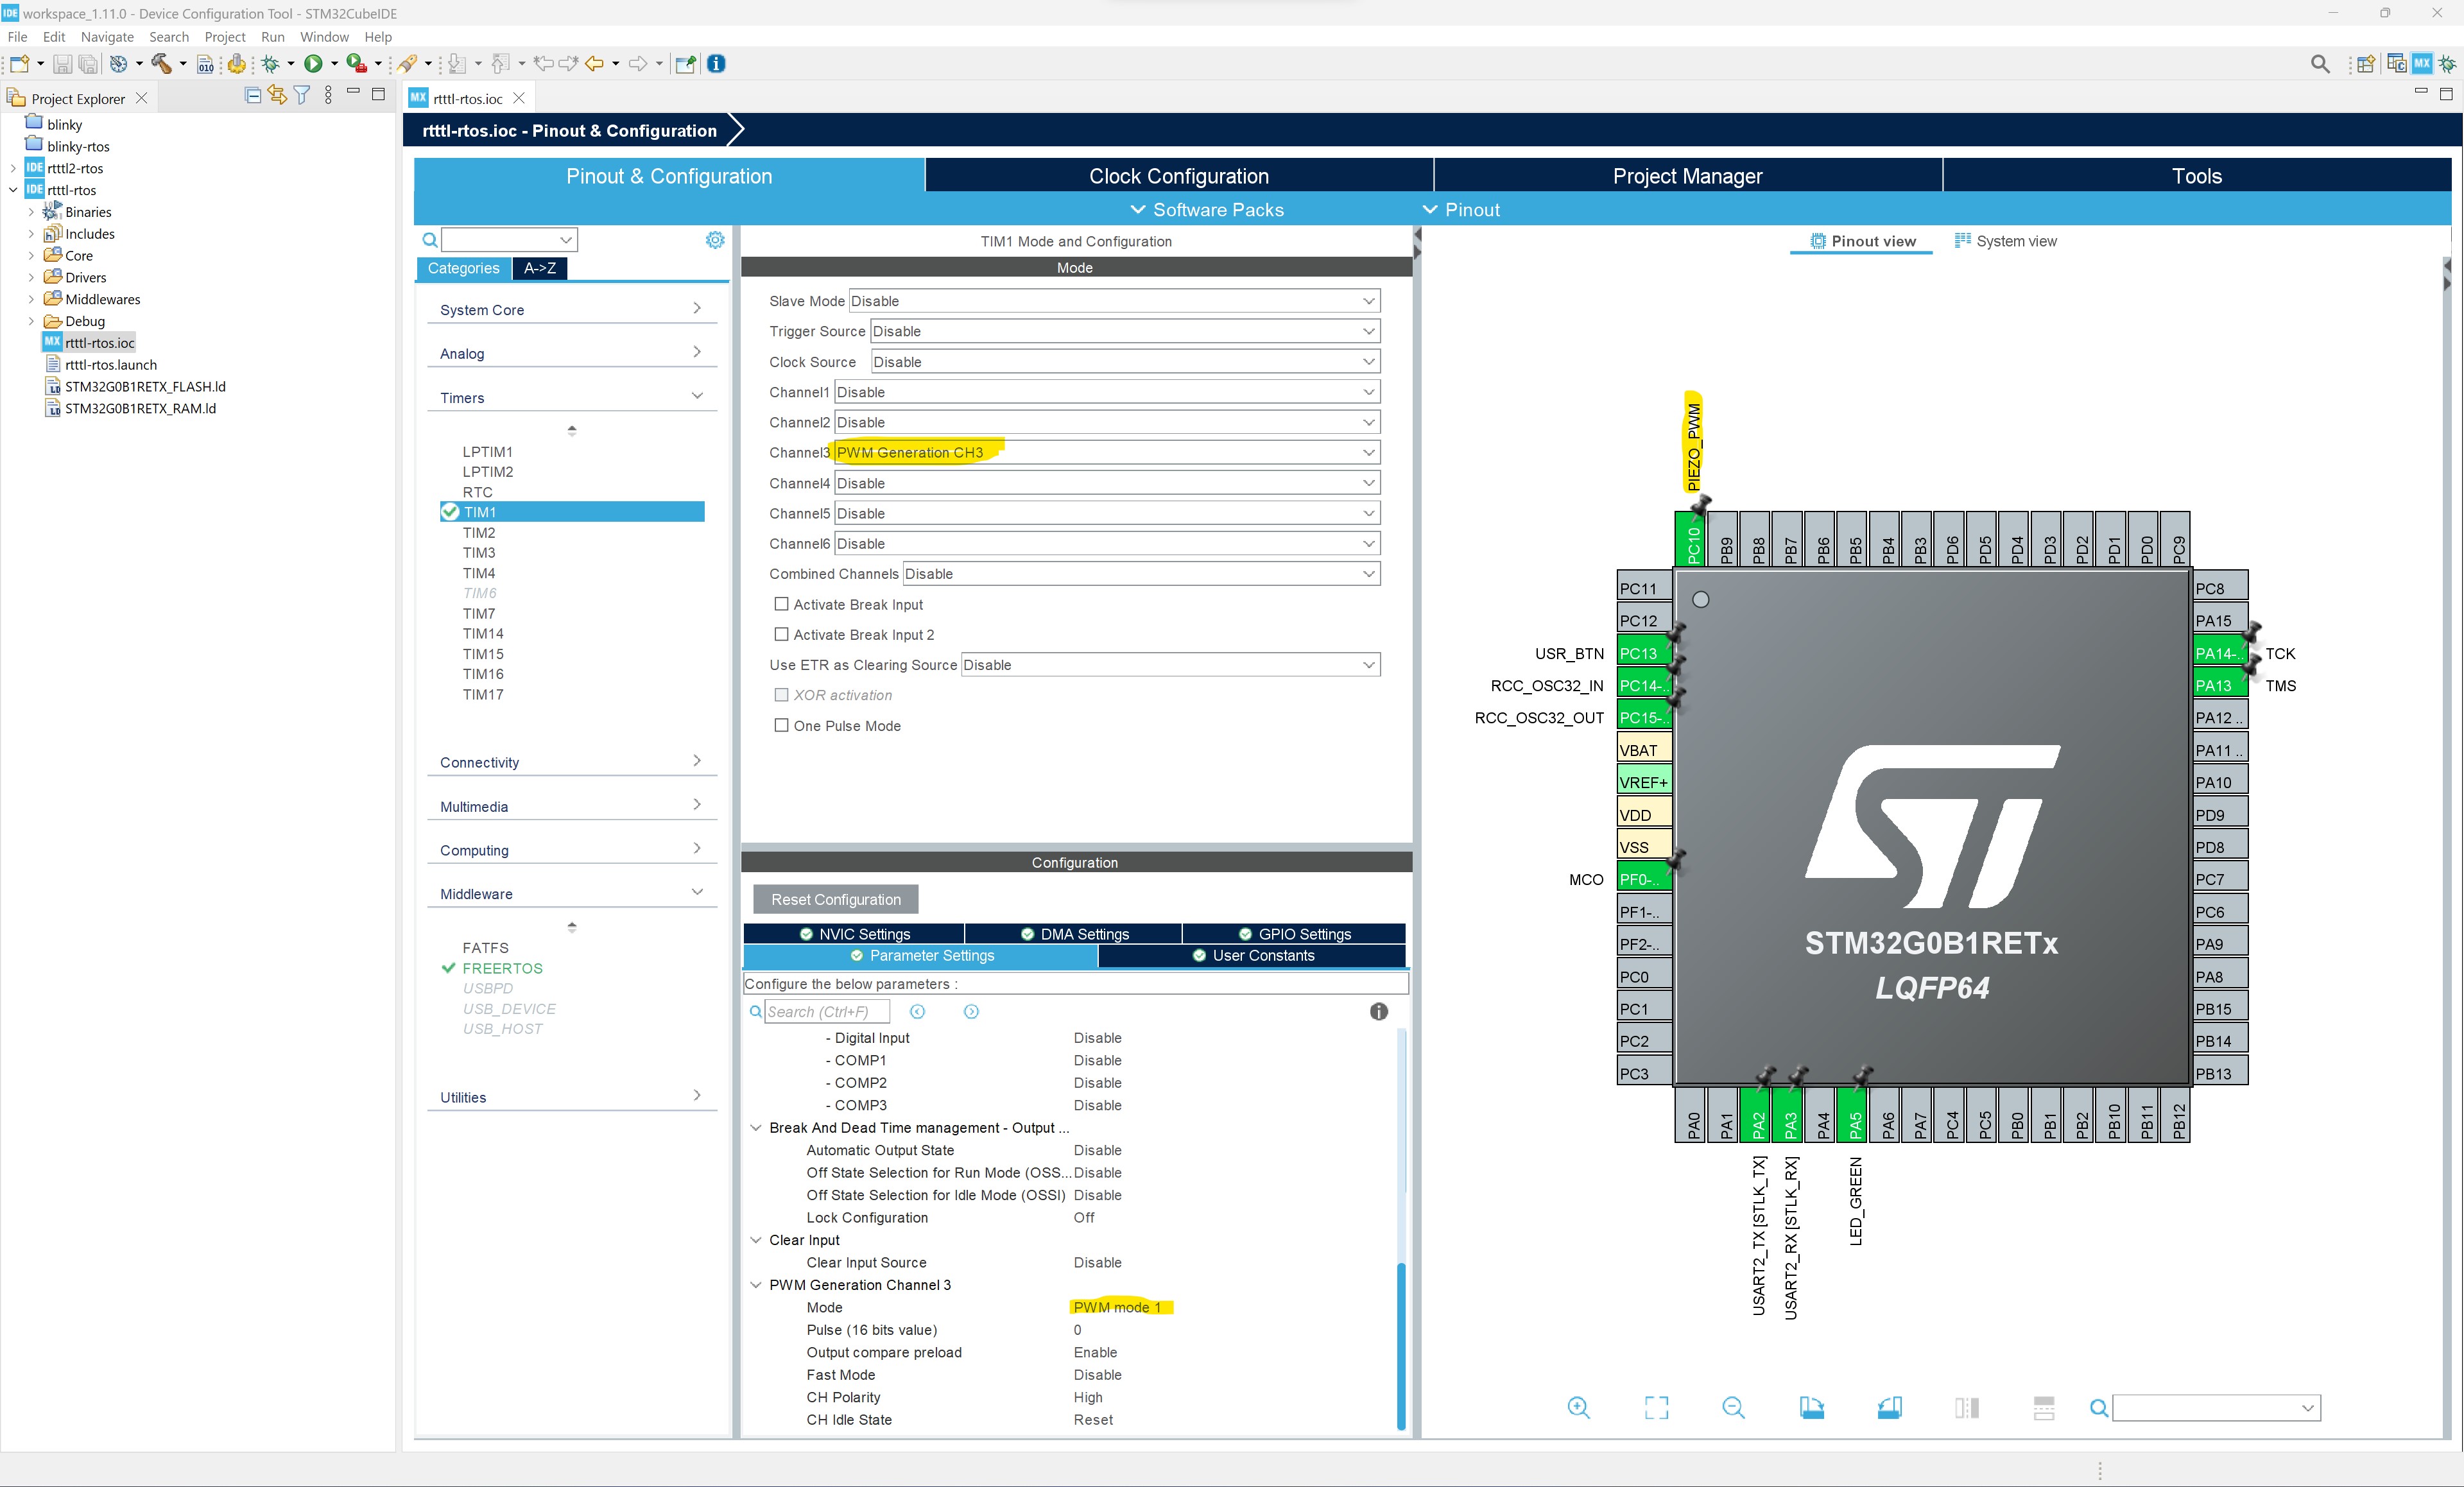 IDE workspace_1.11.0 - Device Configuration Tool - STM32CubeIDE
File Edit Navigate Search Project Run Window Help
Project Explorer
blinky
blinky-rtos
IDE rtttl2-rtos
IDE rtttl-rtos
Binaries
Includes
Core
Drivers
Middlewares
Debug
MX rtttl-rtos.ioc
rtttl-rtos.launch
STM32G0B1RETX_FLASH.ld
STM32G0B1RETX_RAM.ld
MX rtttl-rtos.ioc
rtttl-rtos.ioc - Pinout & Configuration
Pinout & Configuration
Clock Configuration
Project Manager
Tools
Software Packs
Pinout
Categories
A->Z
System Core
Analog
Timers
LPTIM1
LPTIM2
RTC
TIM1
TIM2
TIM3
TIM4
TIM6
TIM7
TIM14
TIM15
TIM16
TIM17
Connectivity
Multimedia
Computing
Middleware
FATFS
FREERTOS
USBPD
USB_DEVICE
USB_HOST
Utilities
TIM1 Mode and Configuration
Mode
Slave Mode Disable
Trigger Source Disable
Clock Source Disable
Channel1 Disable
Channel2 Disable
Channel3 PWM Generation CH3
Channel4 Disable
Channel5 Disable
Channel6 Disable
Combined Channels Disable
Activate Break Input
Activate Break Input 2
Use ETR as Clearing Source Disable
XOR activation
One Pulse Mode
Configuration
Reset Configuration
NVIC Settings
DMA Settings
GPIO Settings
Parameter Settings
User Constants
Configure the below parameters :
Search (Ctrl+F)
- Digital Input Disable
- COMP1 Disable
- COMP2 Disable
- COMP3 Disable
Break And Dead Time management - Output ...
Automatic Output State Disable
Off State Selection for Run Mode (OSS... Disable
Off State Selection for Idle Mode (OSSI) Disable
Lock Configuration Off
Clear Input
Clear Input Source Disable
PWM Generation Channel 3
Mode PWM mode 1
Pulse (16 bits value) 0
Output compare preload Enable
Fast Mode Disable
CH Polarity High
CH Idle State Reset
Pinout view
System view
PIEZO_PWM
PC10
PB9
PB8
PB7
PB6
PB5
PB4
PB3
PD6
PD5
PD4
PD3
PD2
PD1
PD0
PC9
PC11
PC12
USR_BTN PC13
RCC_OSC32_IN PC14-..
RCC_OSC32_OUT PC15-..
VBAT
VREF+
VDD
VSS
MCO PF0-..
PF1-..
PF2-..
PC0
PC1
PC2
PC3
ST
STM32G0B1RETx
LQFP64
PC8
PA15
PA14-.. TCK
PA13 TMS
PA12 ..
PA11 ..
PA10
PD9
PD8
PC7
PC6
PA9
PA8
PB15
PB14
PB13
PA0
PA1
PA2
PA3
PA4
PA5
PA6
PA7
PC4
PC5
PB0
PB1
PB2
PB10
PB11
PB12
USART2_TX [STLK_TX]
USART2_RX [STLK_RX]
LED_GREEN